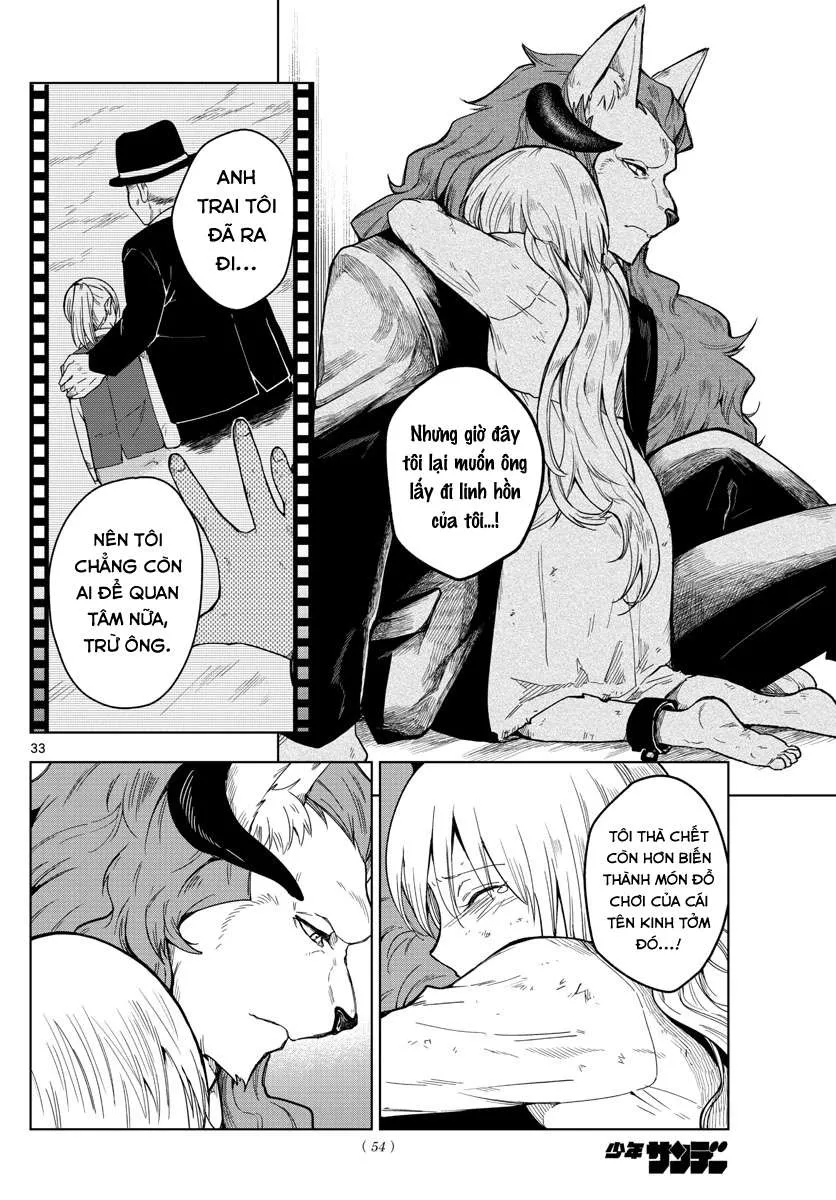 Nhưng giờ đây
tôi lại muốn ông
lấy đi linh hồn
của tôi...!
ANH
TRAI TÔI
ĐÃ RA
ĐI...
NÊN TÔI
CHẲNG CÒN
AI ĐỂ QUAN
TÂM NỮA,
TRỪ ÔNG.
33
TÔI THÀ CHẾT
CÒN HƠN BIẾN
THÀNH MÓN ĐỒ
CHƠI CỦA CÁI
TÊN KINH TỞM
ĐÓ...!
( 54 )
少年サンデー